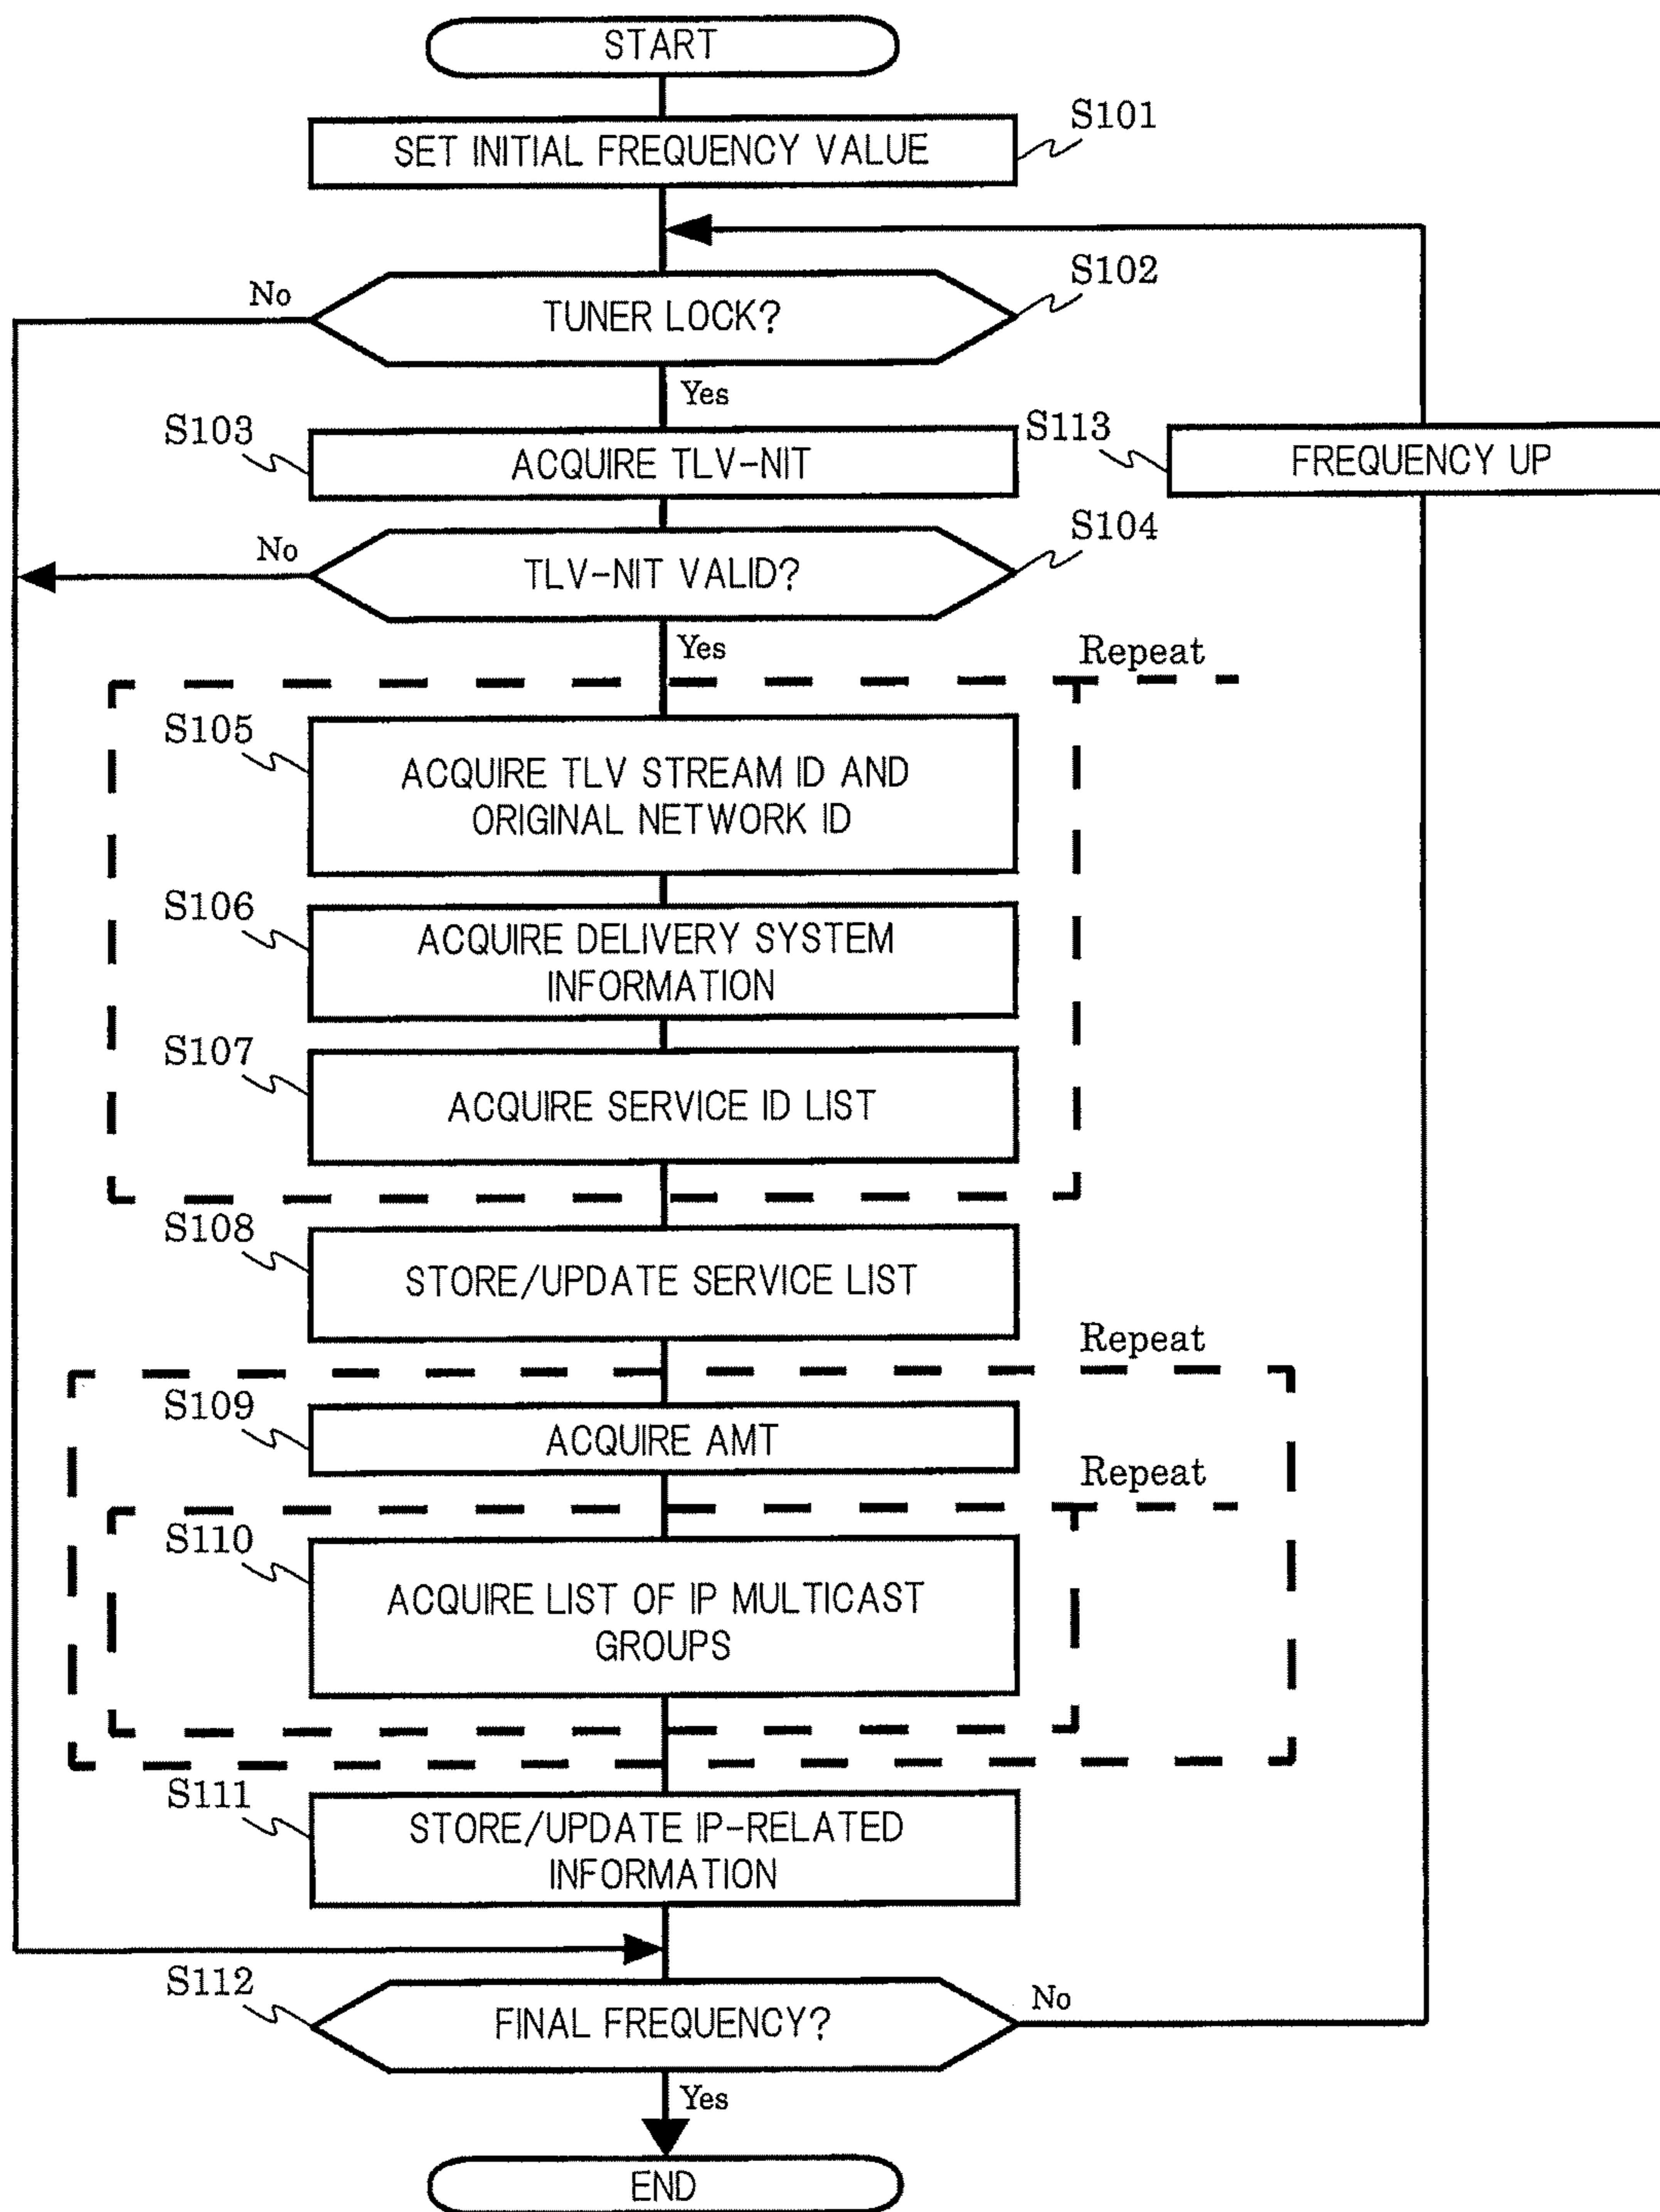 START
SET INITIAL FREQUENCY VALUE
S101
TUNER LOCK?
S102
No
Yes
S103
ACQUIRE TLV-NIT
S113
FREQUENCY UP
TLV-NIT VALID?
S104
No
Yes
Repeat
S105
ACQUIRE TLV STREAM ID AND
ORIGINAL NETWORK ID
S106
ACQUIRE DELIVERY SYSTEM
INFORMATION
S107
ACQUIRE SERVICE ID LIST
S108
STORE/UPDATE SERVICE LIST
Repeat
S109
ACQUIRE AMT
Repeat
S110
ACQUIRE LIST OF IP MULTICAST
GROUPS
S111
STORE/UPDATE IP-RELATED
INFORMATION
S112
FINAL FREQUENCY?
No
Yes
END